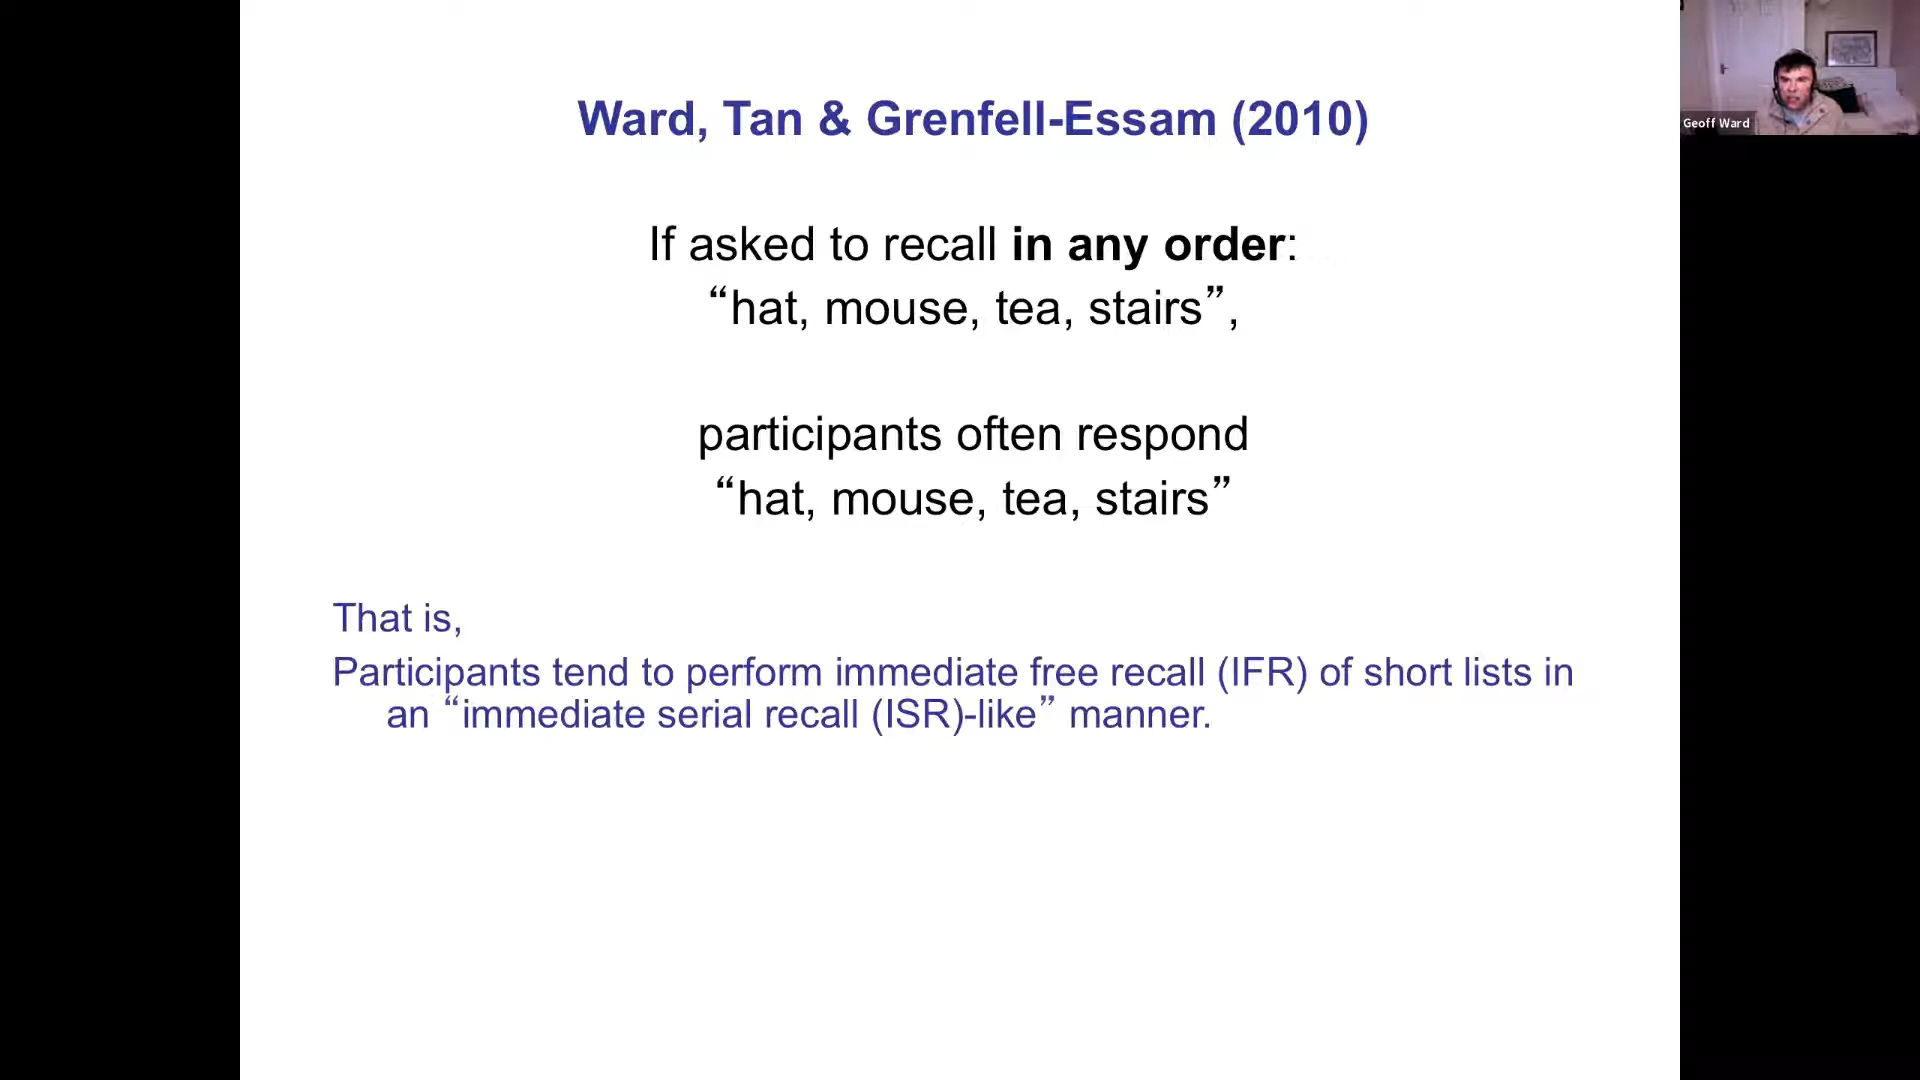 Ward, Tan & Grenfell-Essam (2010)
If asked to recall in any order:
“hat, mouse, tea, stairs”,
participants often respond
“hat, mouse, tea, stairs”
That is,
Participants tend to perform immediate free recall (IFR) of short lists in
an “immediate serial recall (ISR)-like” manner.
Geoff Ward